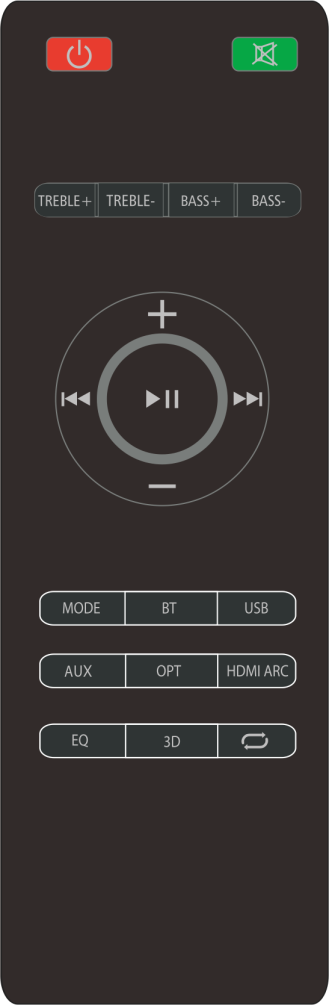 TREBLE+ TREBLE- BASS+ BASS-
MODE BT USB
AUX OPT HDMI ARC
EQ 3D